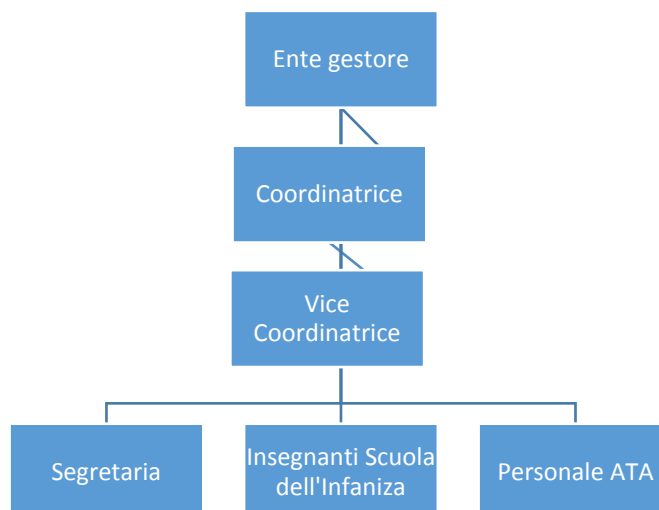 Ente gestore
Coordinatrice
Vice
Coordinatrice
Segretaria
Insegnanti Scuola
dell'Infaniza
Personale ATA